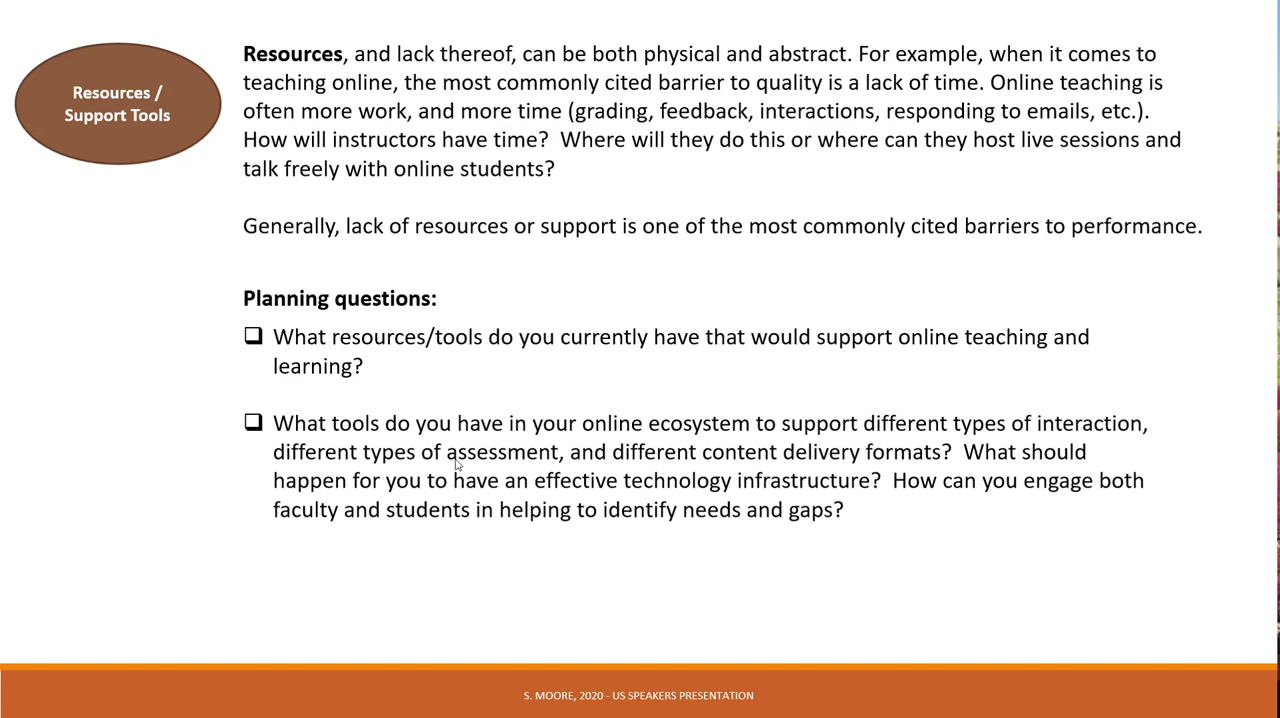 Resources /
Support Tools
Resources, and lack thereof, can be both physical and abstract. For example, when it comes to
teaching online, the most commonly cited barrier to quality is a lack of time. Online teaching is
often more work, and more time (grading, feedback, interactions, responding to emails, etc.).
How will instructors have time?  Where will they do this or where can they host live sessions and
talk freely with online students?
Generally, lack of resources or support is one of the most commonly cited barriers to performance.
Planning questions:
❑ What resources/tools do you currently have that would support online teaching and
learning?
❑ What tools do you have in your online ecosystem to support different types of interaction,
different types of assessment, and different content delivery formats?  What should
happen for you to have an effective technology infrastructure?  How can you engage both
faculty and students in helping to identify needs and gaps?
S. MOORE, 2020 - US SPEAKERS PRESENTATION